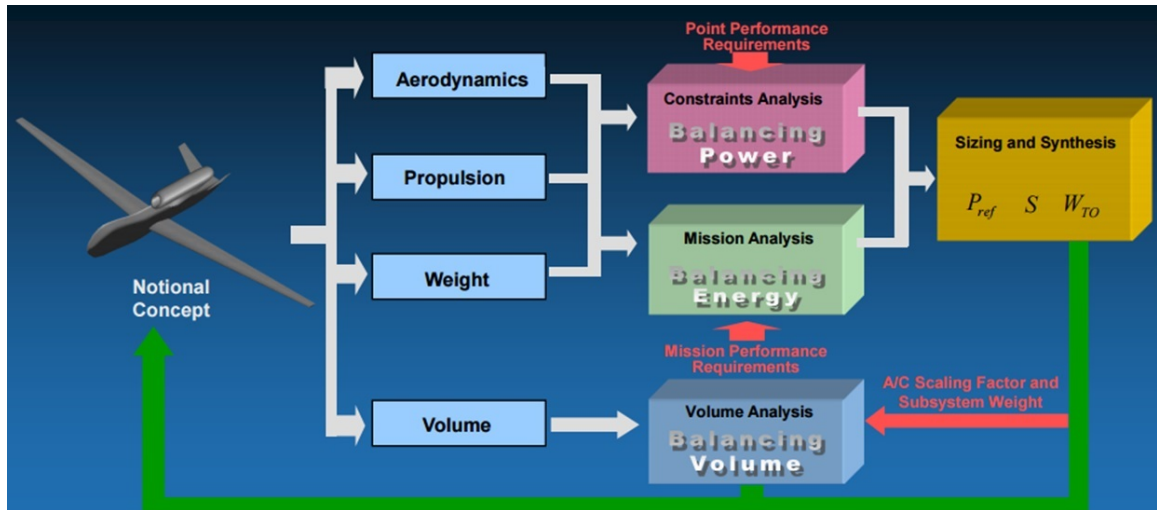 Point Performance
Requirements
Aerodynamics
Constraints Analysis
Balancing
Power
Sizing and Synthesis
Propulsion
P_ref S W_TO
Mission Analysis
Balancing
Energy
Weight
Notional
Concept
Mission Performance
Requirements
A/C Scaling Factor and
Subsystem Weight
Volume
Volume Analysis
Balancing
Volume